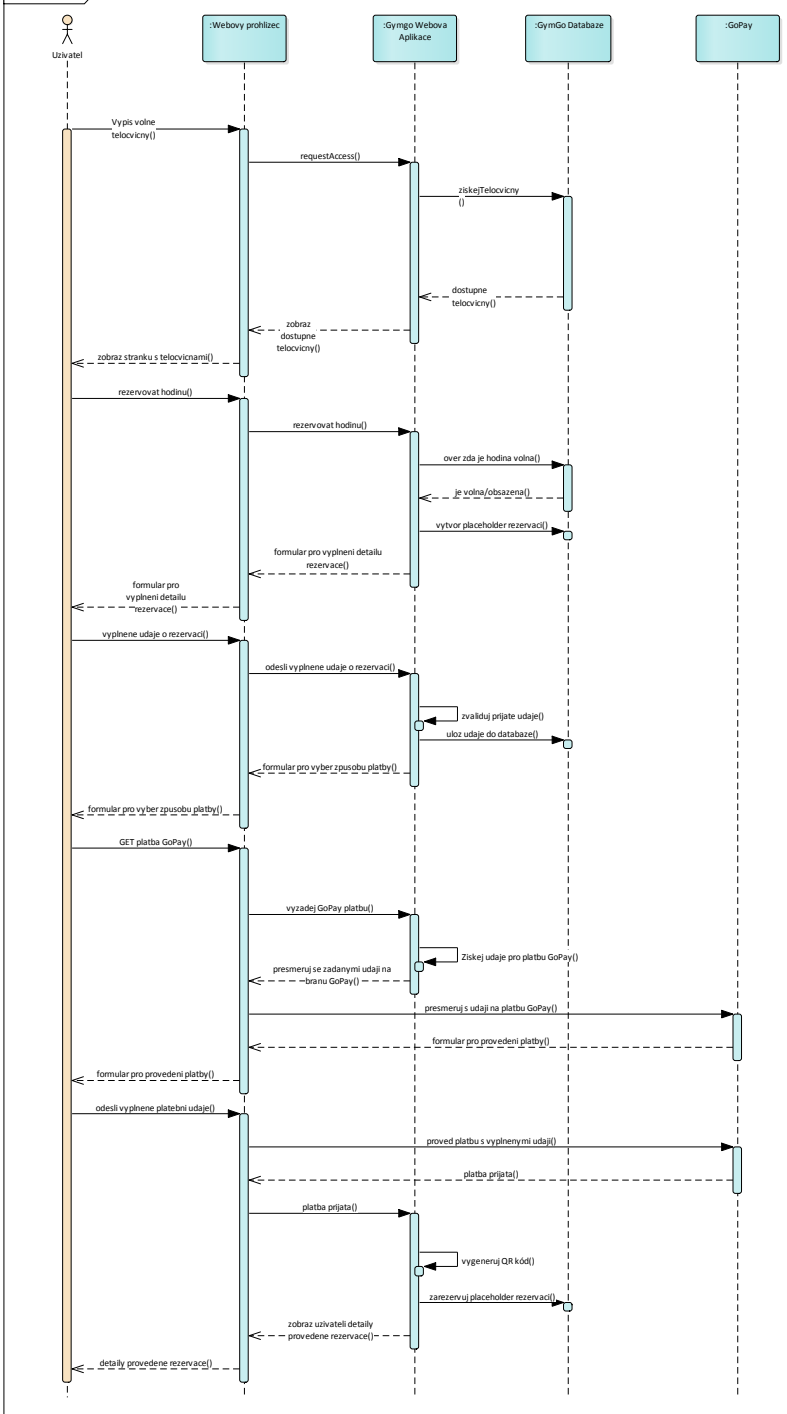 :Webovy prohlizec
:Gymgo Webova
Aplikace
:GymGo Databaze
:GoPay
Uzivatel
Vypis volne
telocvicny()
requestAccess()
ziskejTelocvicny
()
dostupne
telocvicny()
zobraz
dostupne
telocvicny()
zobraz stranku s telocvicnami()
rezervovat hodinu()
rezervovat hodinu()
over zda je hodina volna()
je volna/obsazena()
vytvor placeholder rezervaci()
formular pro vyplneni detailu
rezervace()
formular pro
vyplneni detailu
rezervace()
vyplnene udaje o rezervaci()
odesli vyplnene udaje o rezervaci()
zvaliduj prijate udaje()
uloz udaje do databaze()
formular pro vyber zpusobu platby()
formular pro vyber zpusobu platby()
GET platba GoPay()
vyzadej GoPay platbu()
Ziskej udaje pro platbu GoPay()
presmeruj se zadanymi udaji na
branu GoPay()
presmeruj s udaji na platbu GoPay()
formular pro provedeni platby()
formular pro provedeni platby()
odesli vyplnene platebni udaje()
proved platbu s vyplnenymi udaji()
platba prijata()
platba prijata()
vygeneruj QR kód()
zarezervuj placeholder rezervaci()
zobraz uzivateli detaily
provedene rezervace()
detaily provedene rezervace()